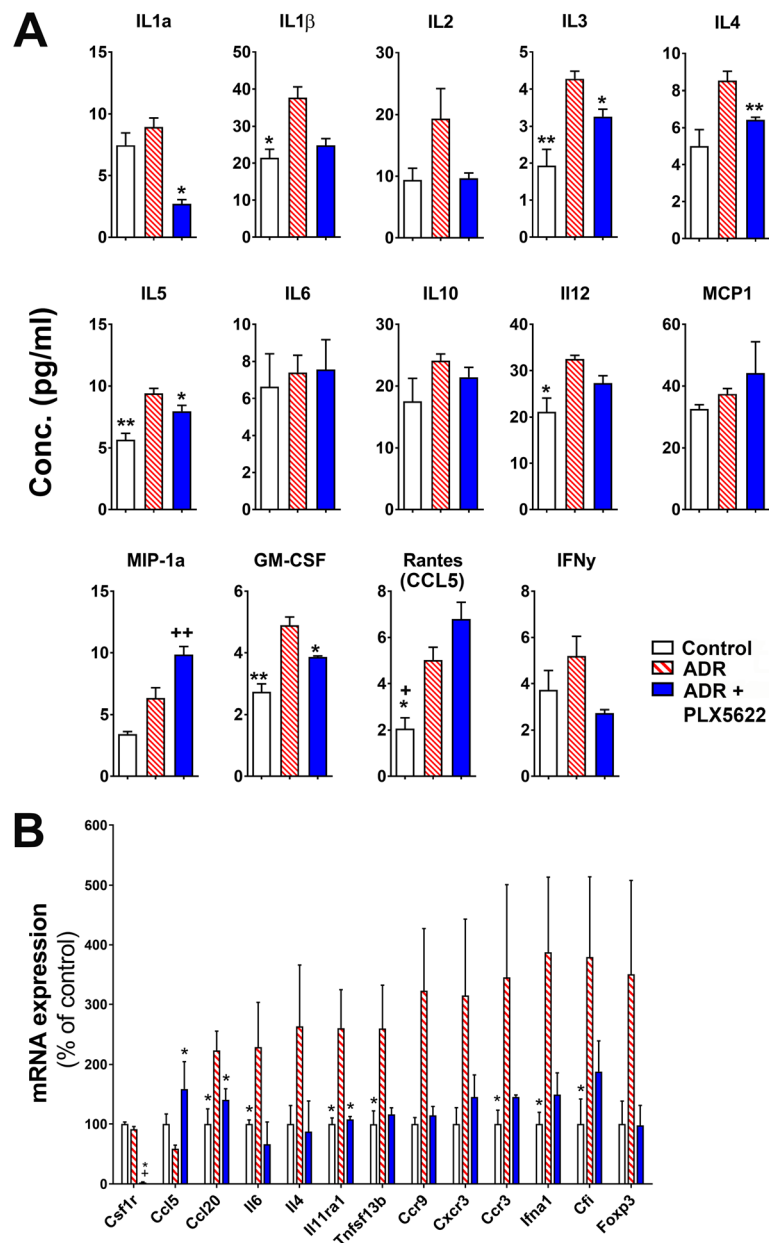 A
IL1a
IL1β
IL2
IL3
IL4
15
10
5
0
50
40
30
20
10
0
*
*
30
20
10
0
5
4
3
2
1
0
**
*
10
8
6
4
2
0
**
Conc. (pg/ml)
IL5
IL6
IL10
Il12
MCP1
15
10
5
0
**
*
8
6
4
2
0
30
20
10
0
40
30
20
10
0
*
60
40
20
0
MIP-1a
GM-CSF
Rantes
(CCL5)
IFNy
15
10
5
0
++
6
4
2
0
**
*
8
6
4
2
0
+
*
8
6
4
2
0
Control
ADR
ADR +
PLX5622
B
mRNA expression
(% of control)
600
500
400
300
200
100
0
+*
*
*
*
*
*
*
*
*
*
*
Csf1r
Ccl5
Ccl20
Il6
Il4
Il11ra1
Tnfsf13b
Ccr9
Cxcr3
Ccr3
Ifna1
Cfi
Foxp3